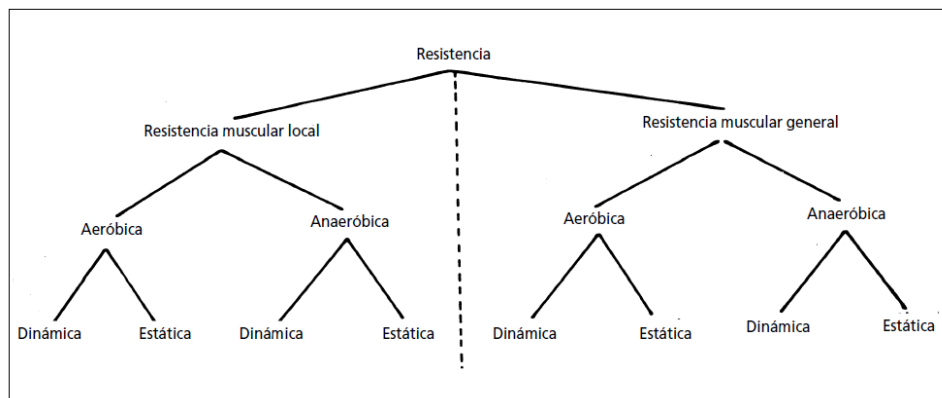 Resistencia
Resistencia muscular local
Resistencia muscular general
Aeróbica
Anaeróbica
Aeróbica
Anaeróbica
Dinámica
Estática
Dinámica
Estática
Dinámica
Estática
Dinámica
Estática